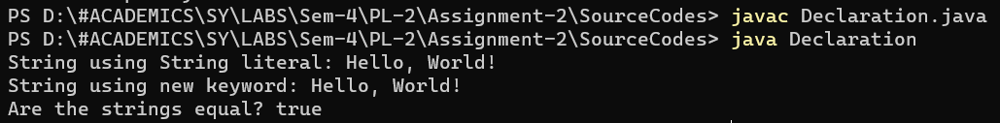 PS D:\#ACADEMICS\SY\LABS\Sem-4\PL-2\Assignment-2\SourceCodes> javac Declaration.java
PS D:\#ACADEMICS\SY\LABS\Sem-4\PL-2\Assignment-2\SourceCodes> java Declaration
String using String literal: Hello, World!
String using new keyword: Hello, World!
Are the strings equal? true